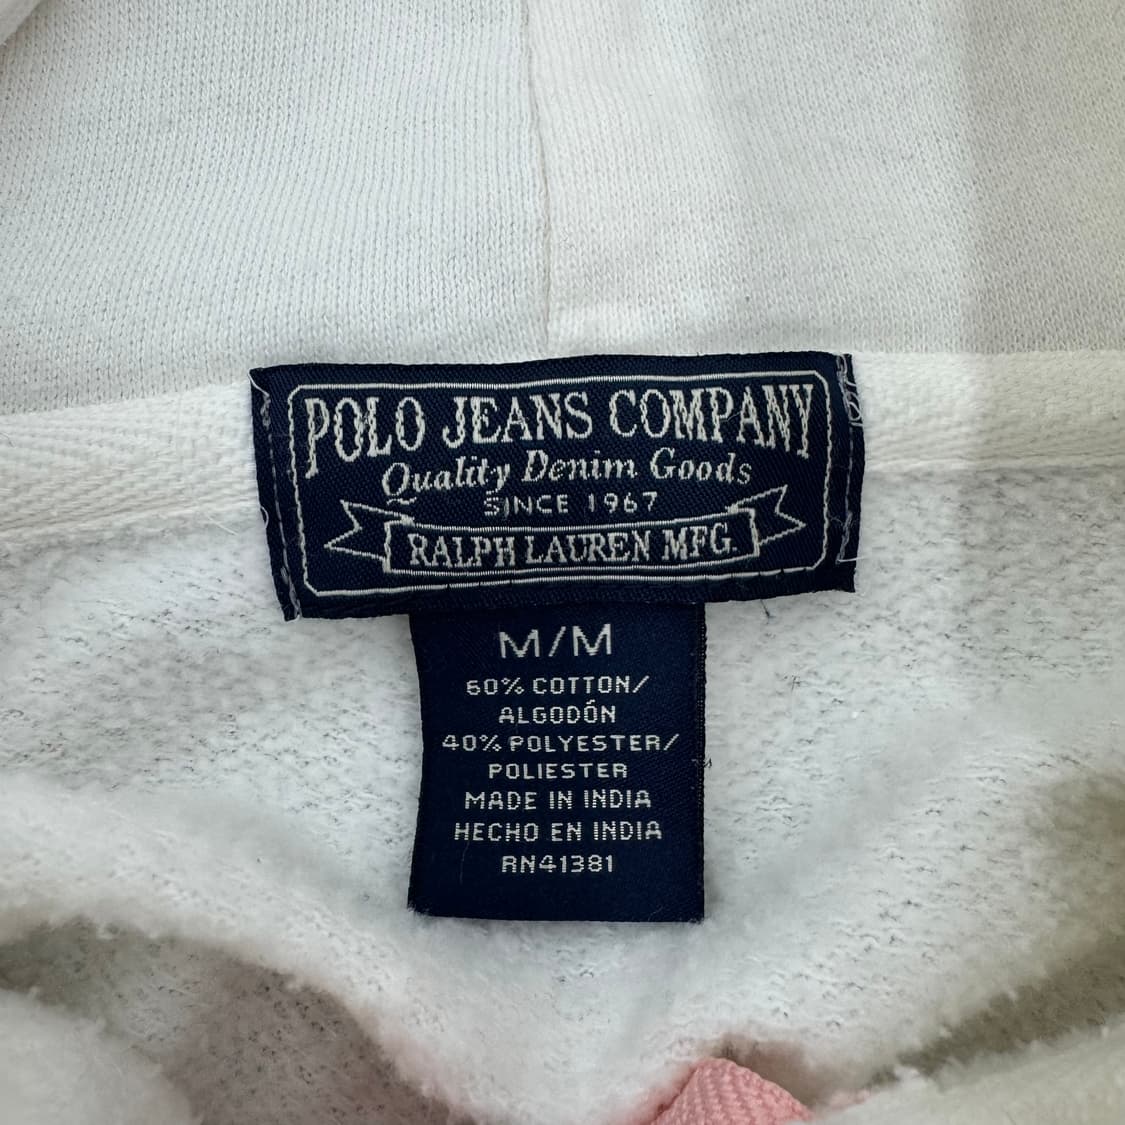 POLO JEANS COMPANY
Quality Denim Goods
SINCE 1967
RALPH LAUREN MFG.
M/M
60% COTTON/
ALGODÓN
40% POLYESTER/
POLIESTER
MADE IN INDIA
HECHO EN INDIA
RN41381